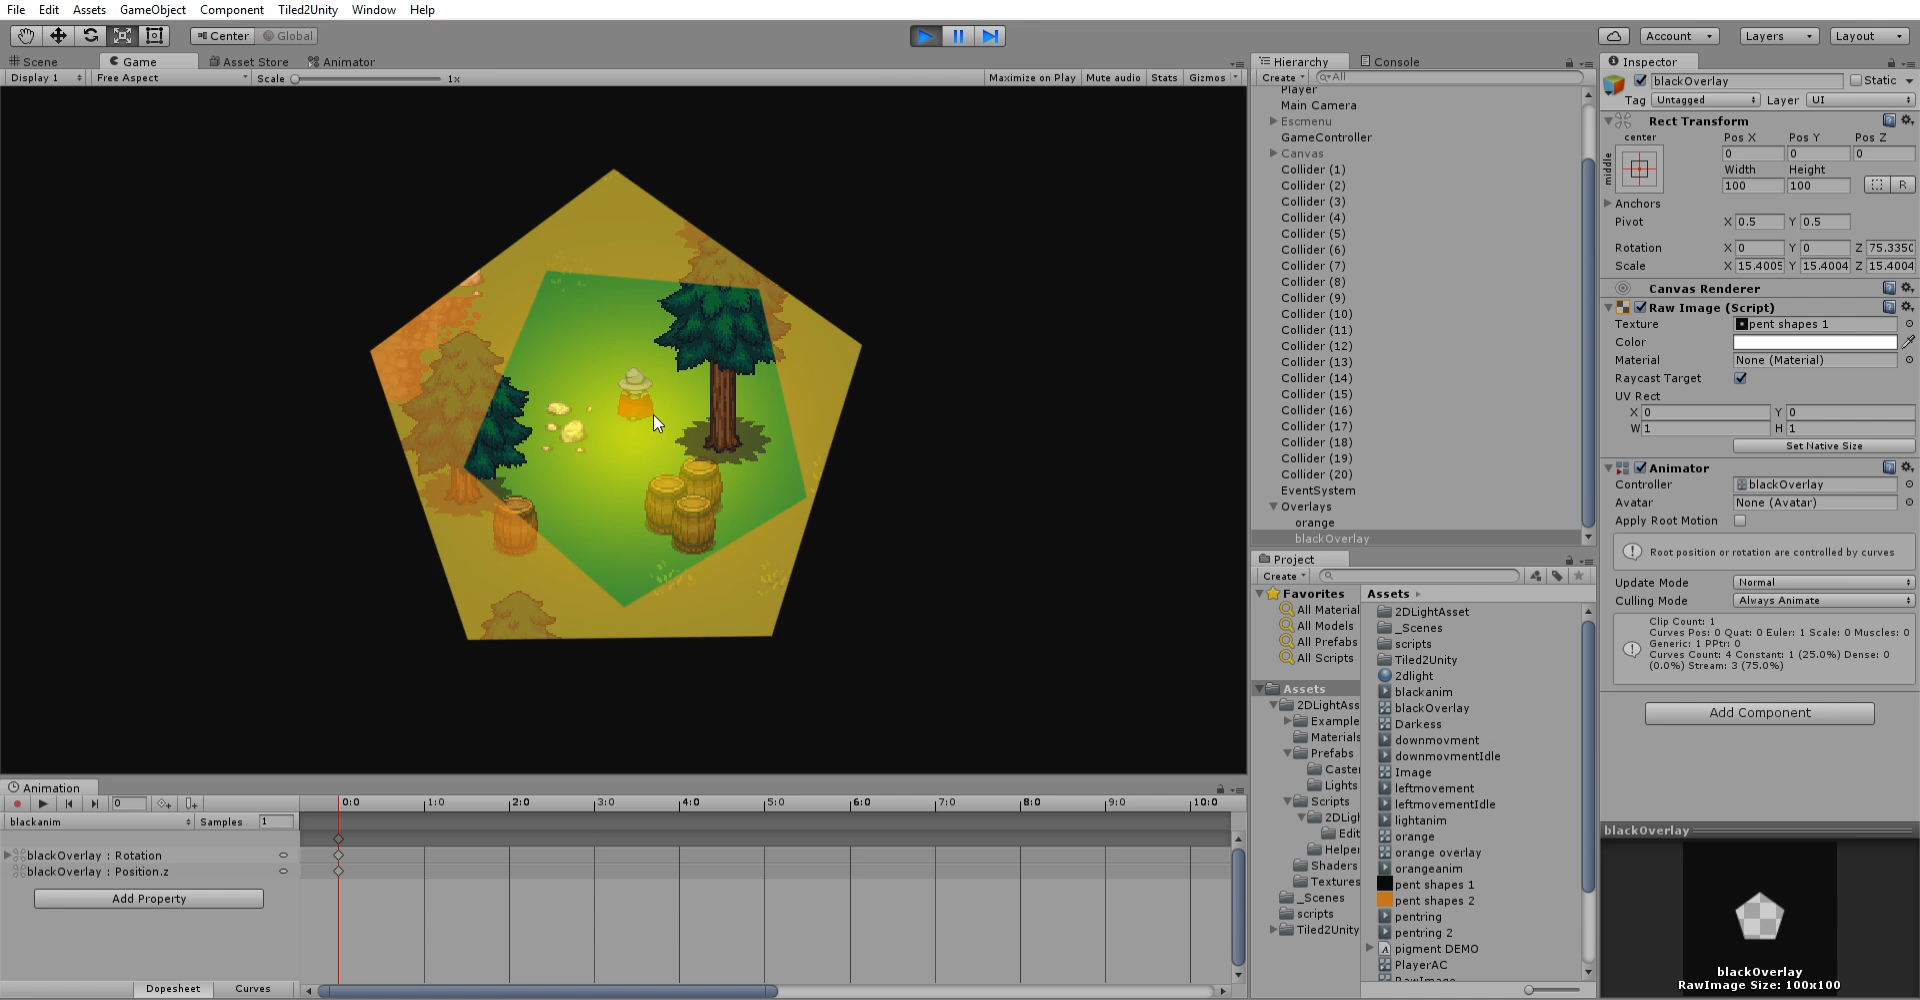 File Edit Assets GameObject Component Tiled2Unity Window Help
Center Global
Account Layers Layout
Scene Game Asset Store Animator
Display 1 Free Aspect Scale 1x Maximize on Play Mute audio Stats Gizmos
Hierarchy Console
Create All
Player
Main Camera
Escmenu
GameController
Canvas
Collider (1)
Collider (2)
Collider (3)
Collider (4)
Collider (5)
Collider (6)
Collider (7)
Collider (8)
Collider (9)
Collider (10)
Collider (11)
Collider (12)
Collider (13)
Collider (14)
Collider (15)
Collider (16)
Collider (17)
Collider (18)
Collider (19)
Collider (20)
EventSystem
Overlays
orange
blackOverlay
Project
Create
Favorites
All Material
All Models
All Prefabs
All Scripts
Assets
2DLightAss
Example
Materials
Prefabs
Caste
Lights
Scripts
2DLigh
Edit
Helper
Shaders
Textures
_Scenes
scripts
Tiled2Unity
Assets
2DLightAsset
_Scenes
scripts
Tiled2Unity
2dlight
blackanim
blackOverlay
Darkess
downmovment
downmovmentIdle
Image
leftmovement
leftmovementIdle
lightanim
orange
orange overlay
orangeanim
pent shapes 1
pent shapes 2
pentring
pentring 2
pigment DEMO
PlayerAC
RawImage
Inspector
blackOverlay Static
Tag Untagged Layer UI
Rect Transform
center Pos X Pos Y Pos Z
middle 0 0 0
Width Height
100 100 R
Anchors
Pivot X 0.5 Y 0.5
Rotation X 0 Y 0 Z 75.335(
Scale X 15.4005 Y 15.4004 Z 15.4004
Canvas Renderer
Raw Image (Script)
Texture pent shapes 1
Color
Material None (Material)
Raycast Target
UV Rect
X 0 Y 0
W 1 H 1
Set Native Size
Animator
Controller blackOverlay
Avatar None (Avatar)
Apply Root Motion
Root position or rotation are controlled by curves
Update Mode Normal
Culling Mode Always Animate
Clip Count: 1
Curves Pos: 0 Quat: 0 Euler: 1 Scale: 0 Muscles: 0
Generic: 1 PPtr: 0
Curves Count: 4 Constant: 1 (25.0%) Dense: 0
(0.0%) Stream: 3 (75.0%)
Add Component
blackOverlay
blackOverlay
RawImage Size: 100x100
Animation
0 0:0 1:0 2:0 3:0 4:0 5:0 6:0 7:0 8:0 9:0 10:0
blackanim Samples 1
blackOverlay : Rotation
blackOverlay : Position.z
Add Property
Dopesheet Curves